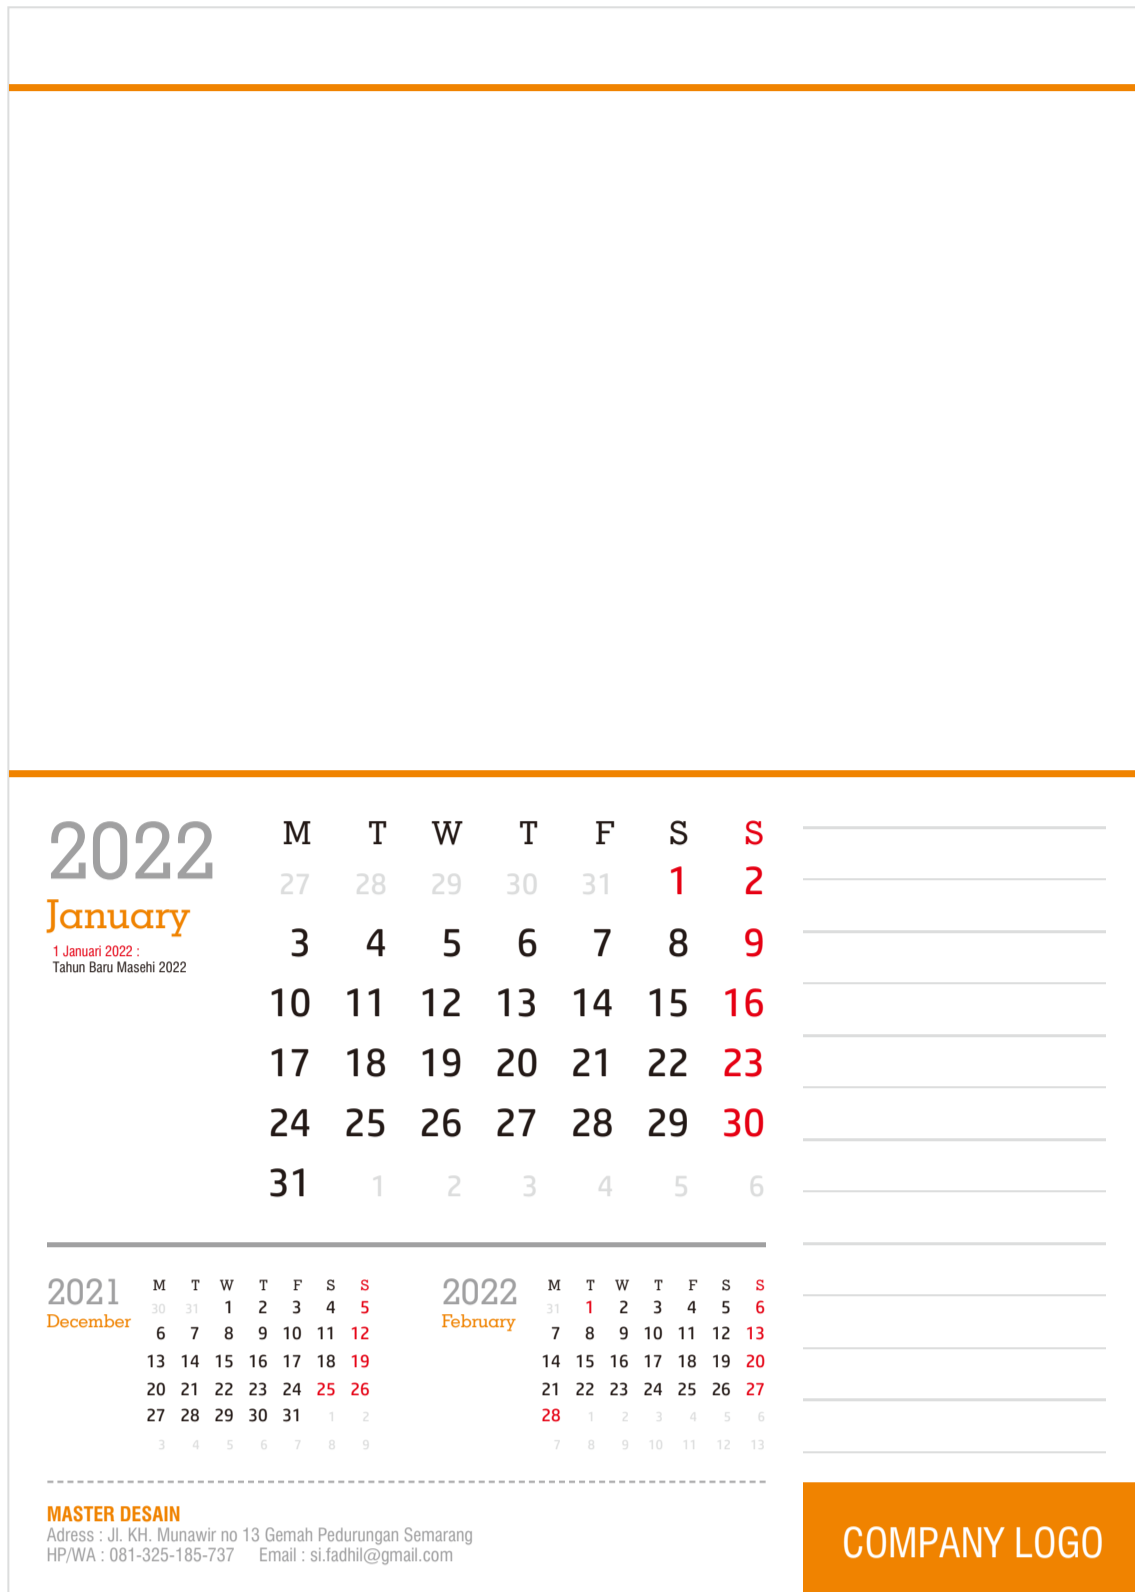 2022
January
1 Januari 2022 :
Tahun Baru Masehi 2022
M T W T F S S
27 28 29 30 31 1 2
3 4 5 6 7 8 9
10 11 12 13 14 15 16
17 18 19 20 21 22 23
24 25 26 27 28 29 30
31 1 2 3 4 5 6
2021
December
M T W T F S S
30 31 1 2 3 4 5
6 7 8 9 10 11 12
13 14 15 16 17 18 19
20 21 22 23 24 25 26
27 28 29 30 31 1 2
3 4 5 6 7 8 9
2022
February
M T W T F S S
31 1 2 3 4 5 6
7 8 9 10 11 12 13
14 15 16 17 18 19 20
21 22 23 24 25 26 27
28 1 2 3 4 5 6
7 8 9 10 11 12 13
MASTER DESAIN
Adress : Jl. KH. Munawir no 13 Gemah Pedurungan Semarang
HP/WA : 081-325-185-737 Email : si.fadhil@gmail.com
COMPANY LOGO